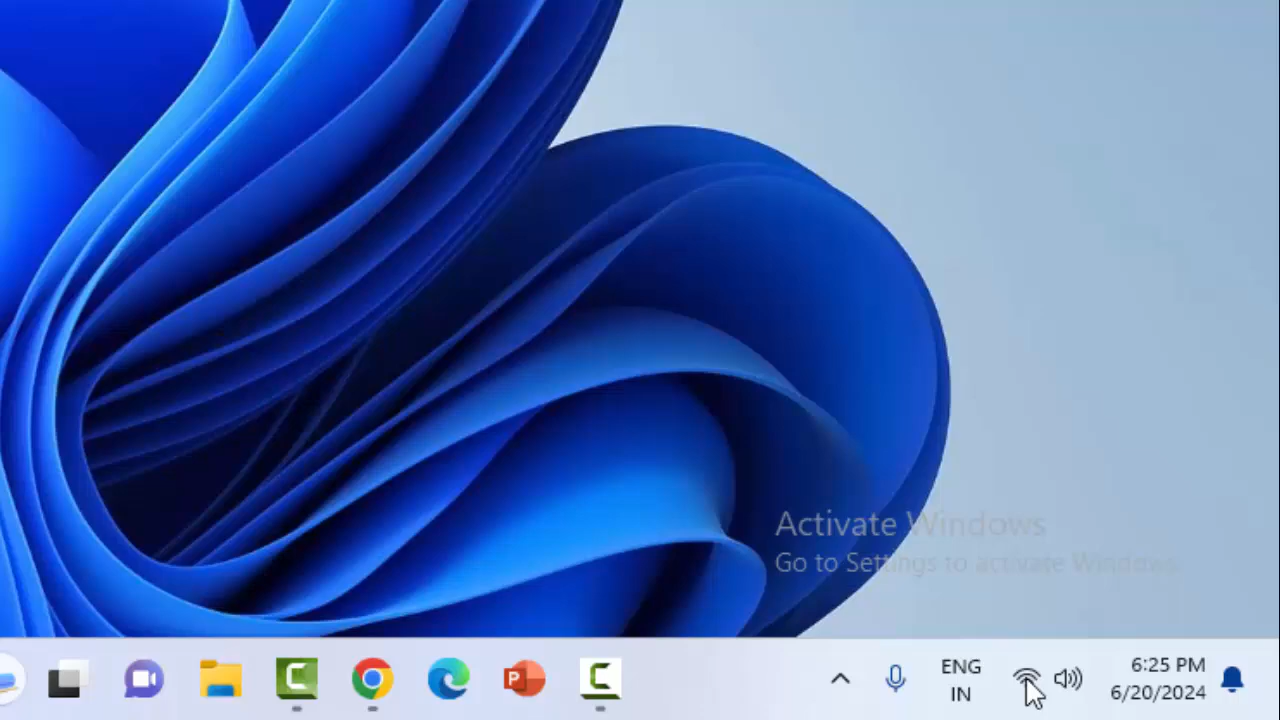 Activate Windows
Go to Settings to activate Windows.
ENG
IN
6:25 PM
6/20/2024